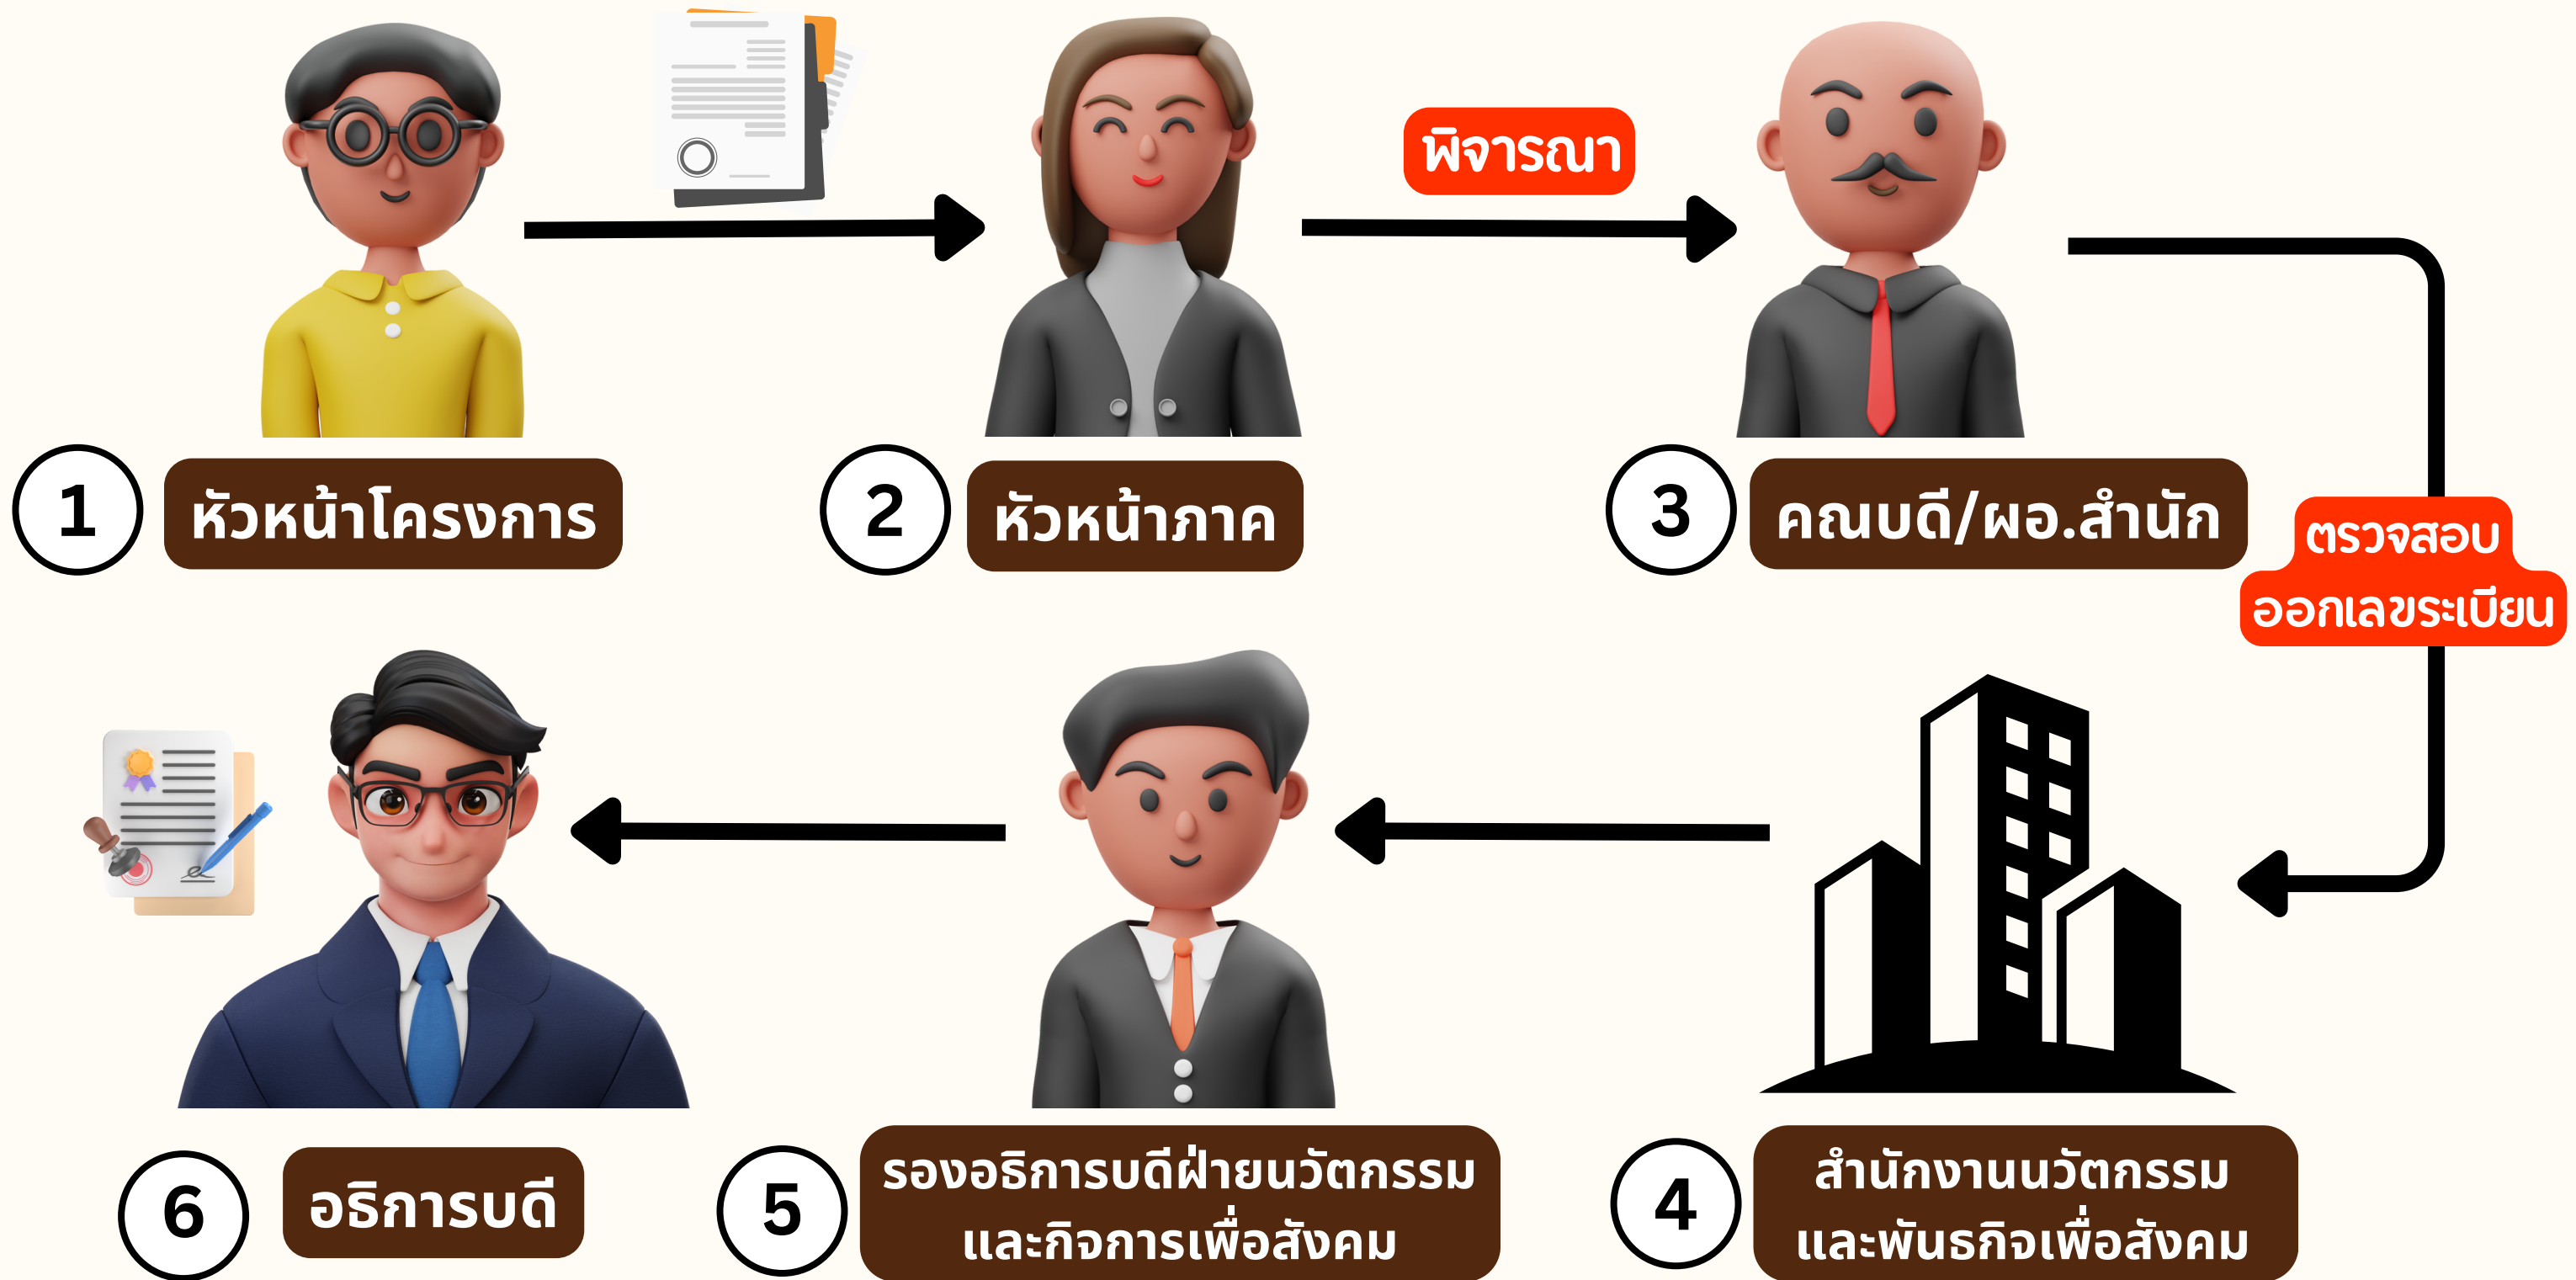 พิจารณา
1
หัวหน้าโครงการ
2
หัวหน้าภาค
3
คณบดี/ผอ.สำนัก
ตรวจสอบ
ออกเลขระเบียน
6
อธิการบดี
5
รองอธิการบดีฝ่ายนวัตกรรม
และกิจการเพื่อสังคม
4
สำนักงานนวัตกรรม
และพันธกิจเพื่อสังคม